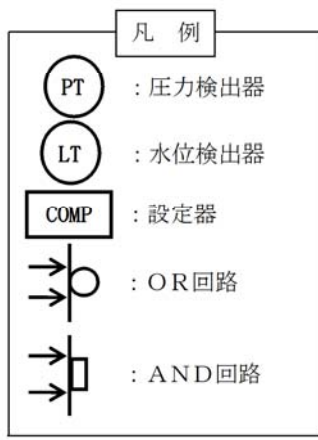 凡 例
PT : 圧力検出器
LT : 水位検出器
COMP : 設定器
: OR回路
: AND回路